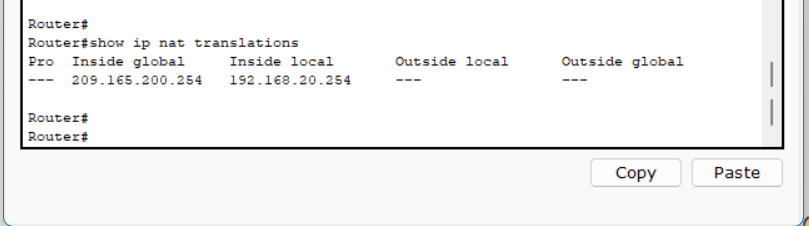 Router#
Router#show ip nat translations
Pro  Inside global     Inside local       Outside local      Outside global
---  209.165.200.254   192.168.20.254     ---                ---
Router#
Router#
Copy Paste